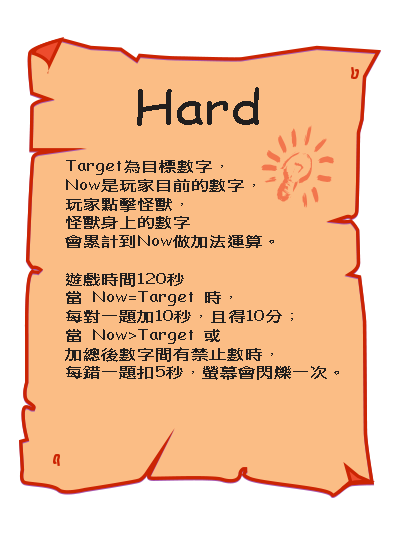 Hard
Target為目標數字，
Now是玩家目前的數字，
玩家點擊怪獸，
怪獸身上的數字
會累計到Now做加法運算。
遊戲時間120秒
當 Now=Target 時，
每對一題加10秒，且得10分；
當 Now>Target 或
加總後數字間有禁止數時，
每錯一題扣5秒，螢幕會閃爍一次。